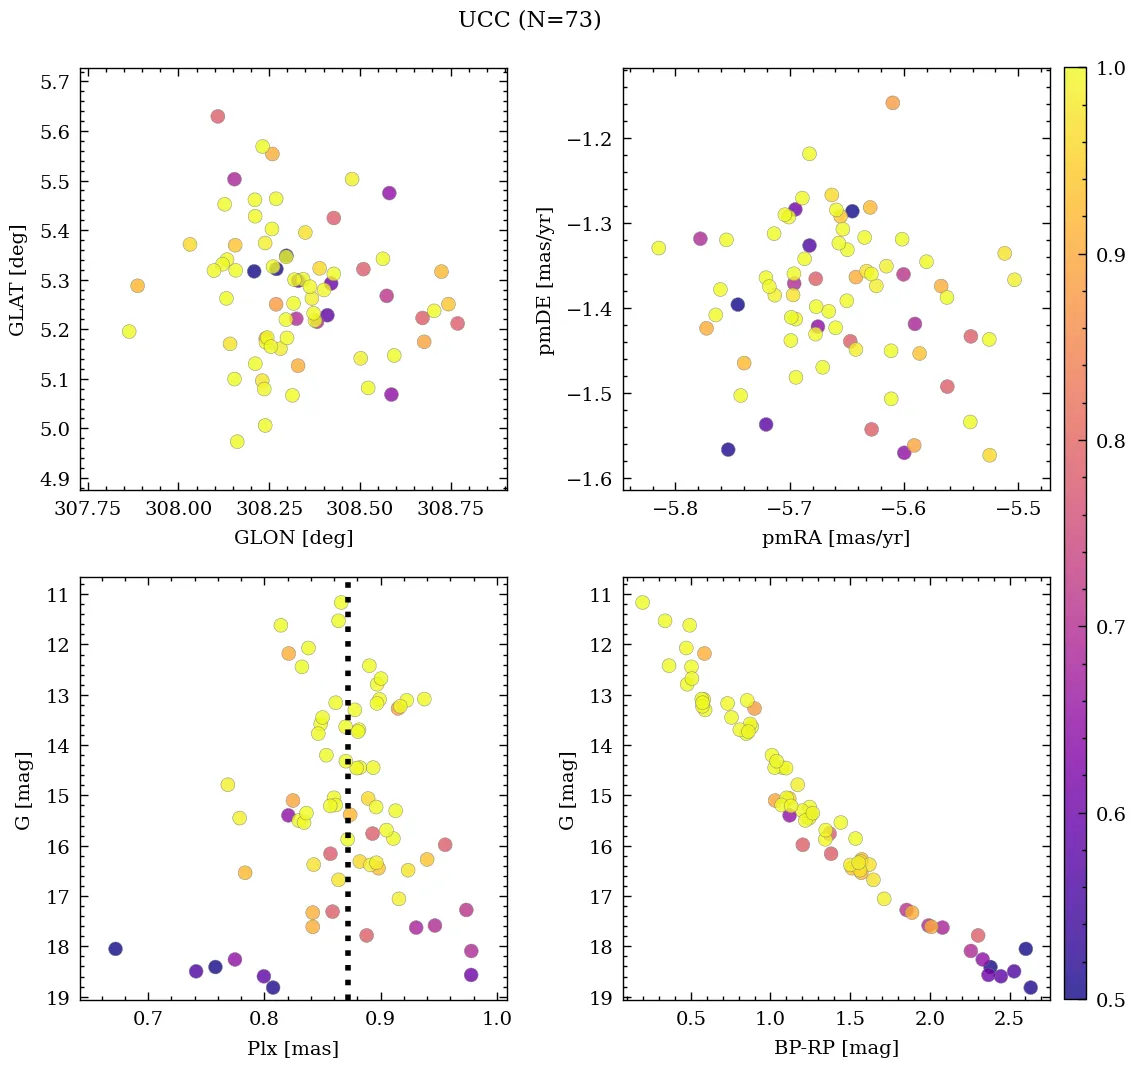 UCC (N=73)
5.7
5.6
5.5
5.4
5.3
5.2
5.1
5.0
4.9
GLAT [deg]
307.75 308.00 308.25 308.50 308.75
GLON [deg]
−1.2
−1.3
−1.4
−1.5
−1.6
pmDE [mas/yr]
−5.8 −5.7 −5.6 −5.5
pmRA [mas/yr]
11
12
13
14
15
16
17
18
19
G [mag]
0.7 0.8 0.9 1.0
Plx [mas]
11
12
13
14
15
16
17
18
19
G [mag]
0.5 1.0 1.5 2.0 2.5
BP-RP [mag]
1.0
0.9
0.8
0.7
0.6
0.5